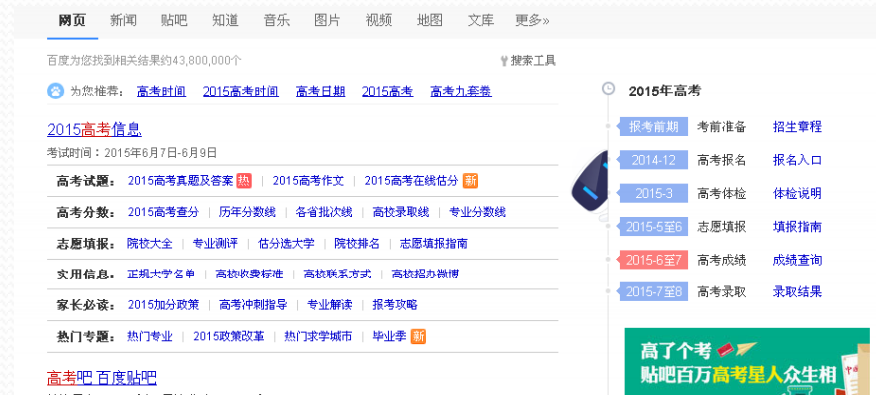 网页 新闻 贴吧 知道 音乐 图片 视频 地图 文库 更多»
百度为您找到相关结果约43,800,000个 搜索工具
为您推荐: 高考时间 2015高考时间 高考日期 2015高考 高考九套卷
2015高考信息
考试时间:2015年6月7日-6月9日
高考试题: 2015高考真题及答案 热 | 2015高考作文 | 2015高考在线估分 新
高考分数: 2015高考查分 | 历年分数线 | 各省批次线 | 高校录取线 | 专业分数线
志愿填报: 院校大全 | 专业测评 | 估分选大学 | 院校排名 | 志愿填报指南
实用信息: 正规大学名单 | 高校收费标准 | 高校联系方式 | 高校招办微博
家长必读: 2015加分政策 | 高考冲刺指导 | 专业解读 | 报考攻略
热门专题: 热门专业 | 2015政策改革 | 热门求学城市 | 毕业季 新
高考吧 百度贴吧
2015年高考
报考前期 考前准备 招生章程
2014-12 高考报名 报名入口
2015-3 高考体检 体检说明
2015-5至6 志愿填报 填报指南
2015-6至7 高考成绩 成绩查询
2015-7至8 高考录取 录取结果
高了个考
贴吧百万高考星人众生相